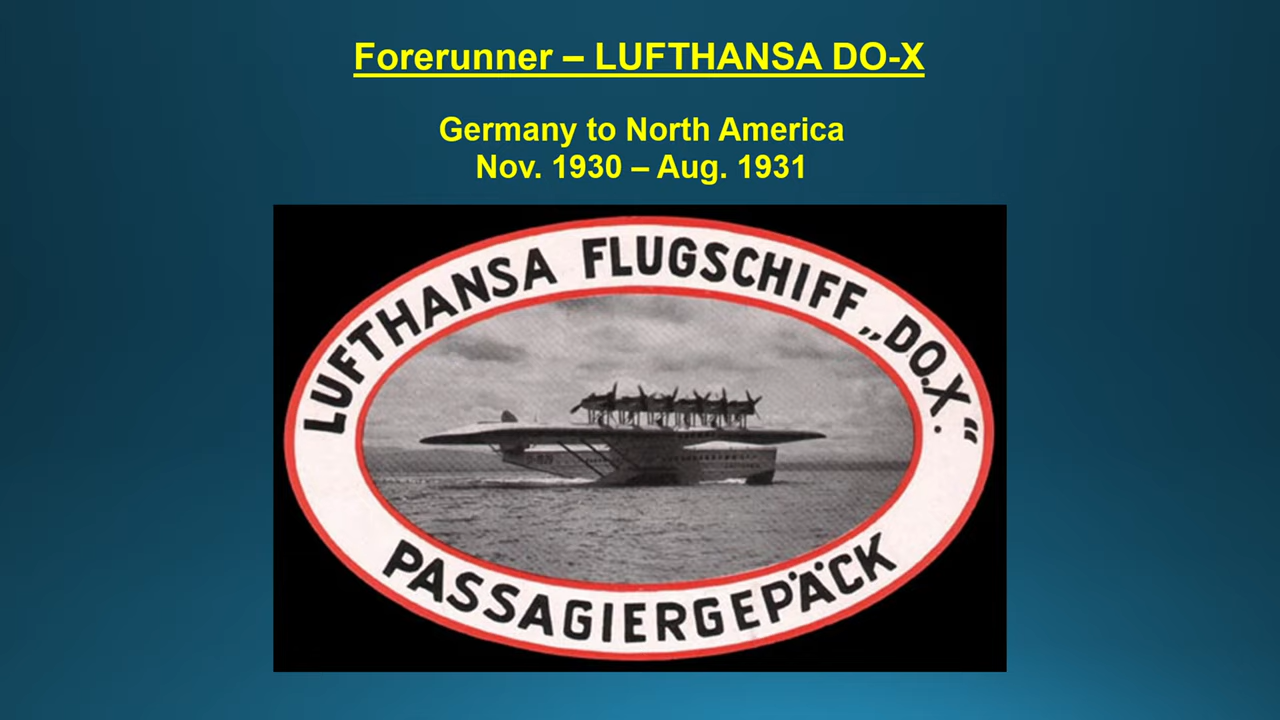 Forerunner – LUFTHANSA DO-X
Germany to North America
Nov. 1930 – Aug. 1931
LUFTHANSA FLUGSCHIFF „DO.X.“
PASSAGIERGEPÄCK